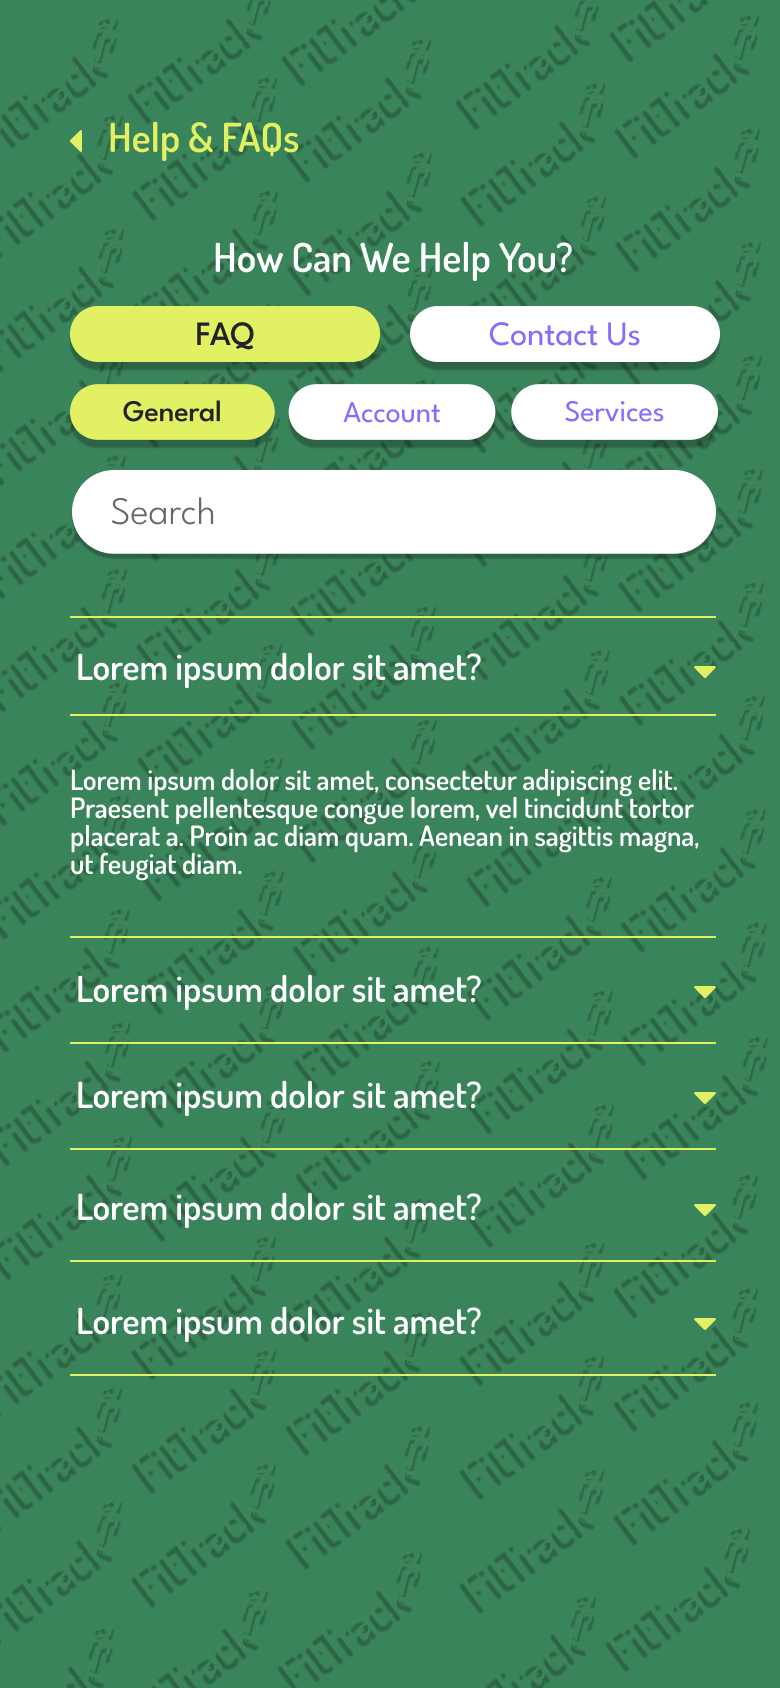 Help & FAQs
How Can We Help You?
FAQ
Contact Us
General
Account
Services
Search
Lorem ipsum dolor sit amet?
Lorem ipsum dolor sit amet, consectetur adipiscing elit.
Praesent pellentesque congue lorem, vel tincidunt tortor
placerat a. Proin ac diam quam. Aenean in sagittis magna,
ut feugiat diam.
Lorem ipsum dolor sit amet?
Lorem ipsum dolor sit amet?
Lorem ipsum dolor sit amet?
Lorem ipsum dolor sit amet?
FitTrack